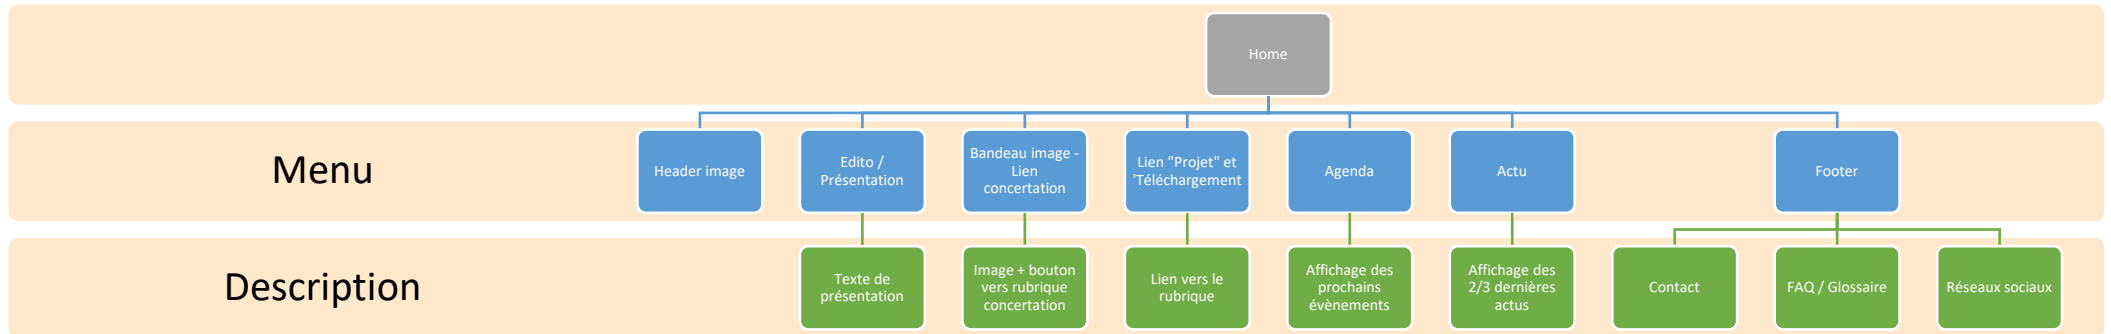 Home
Menu
Header image
Edito /
Présentation
Bandeau image -
Lien
concertation
Lien "Projet" et
'Téléchargement
Agenda
Actu
Footer
Description
Texte de
présentation
Image + bouton
vers rubrique
concertation
Lien vers le
rubrique
Affichage des
prochains
évènements
Affichage des
2/3 dernières
actus
Contact
FAQ / Glossaire
Réseaux sociaux